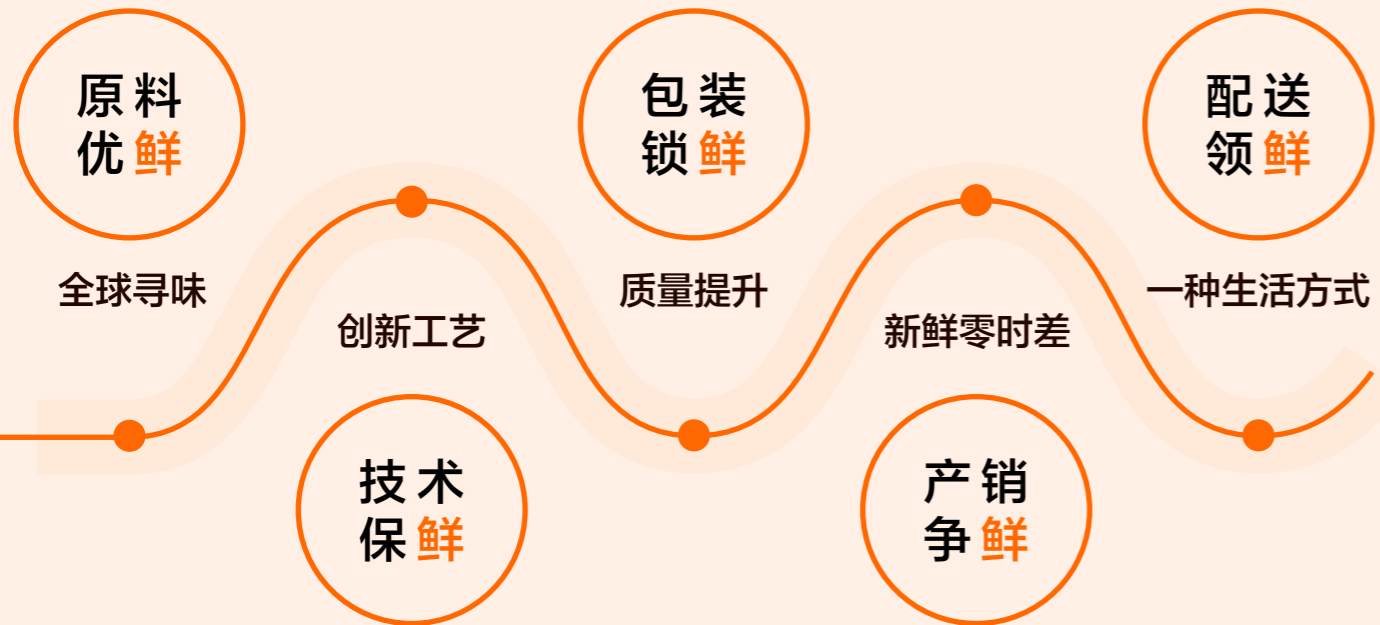 原料
优鲜
全球寻味
技术
保鲜
创新工艺
包装
锁鲜
质量提升
产销
争鲜
新鲜零时差
配送
领鲜
一种生活方式